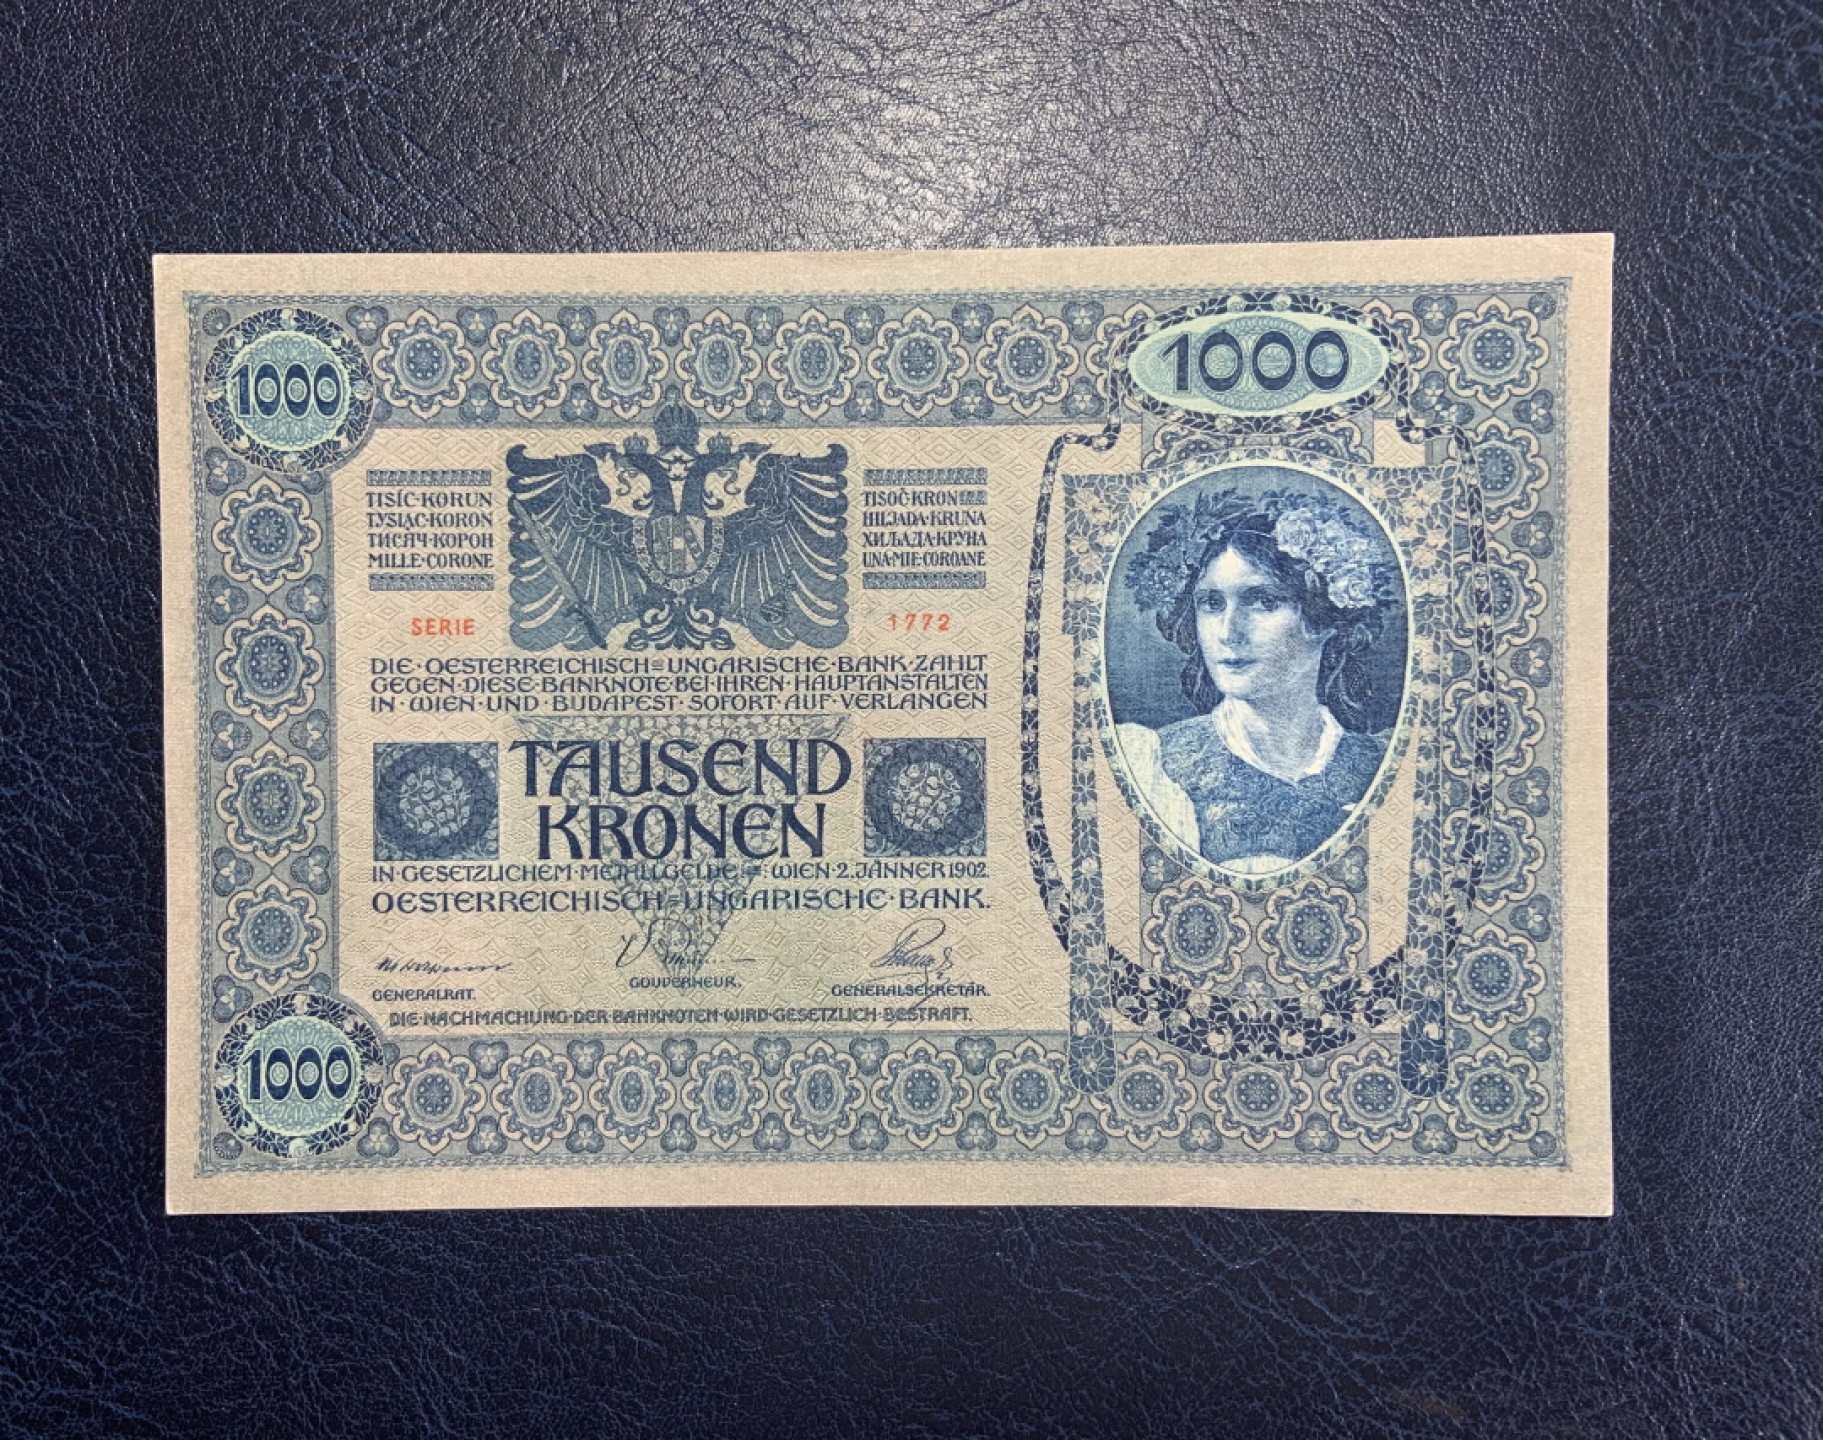 1000
1000
TISÍC·KORUN
TYSIĄC·KORON
ТИСЯЧ·КОРОН
MILLE·CORONE
TISOČ·KRON
HILJADA·KRUNA
ХИЉАДА·КРУНА
UNA·MIE·COROANE
SERIE 1772
DIE·OESTERREICHISCH=UNGARISCHE·BANK·ZAHLT
GEGEN·DIESE·BANKNOTE·BEI·IHREN·HAUPTANSTALTEN
IN·WIEN·UND·BUDAPEST·SOFORT·AUF·VERLANGEN
TAUSEND
KRONEN
IN·GESETZLICHEM·METALLGELDE.=WIEN·2.JÄNNER 1902.
OESTERREICHISCH=UNGARISCHE·BANK.
GENERALRAT.
GOUVERNEUR.
GENERALSEKRETÄR.
DIE·NACHMACHUNG·DER·BANKNOTEN·WIRD·GESETZLICH·BESTRAFT.
1000